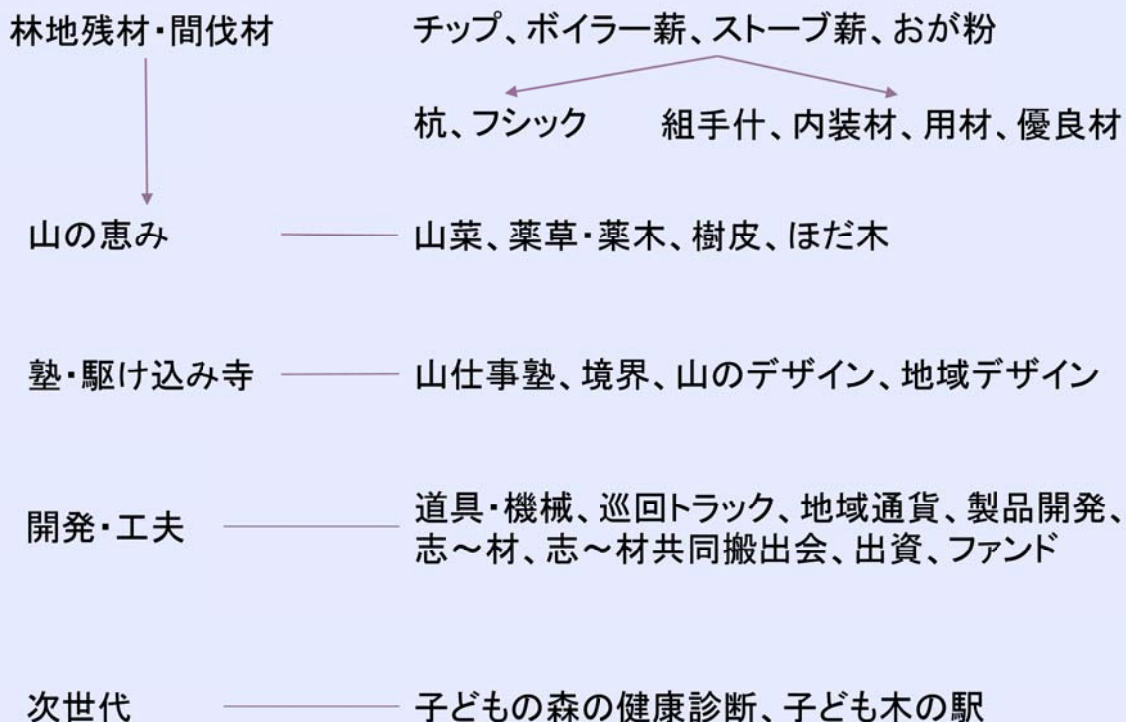 林地残材・間伐材
チップ、ボイラー薪、ストーブ薪、おが粉
杭、フシック
組手什、内装材、用材、優良材
山の恵み
山菜、薬草・薬木、樹皮、ほだ木
塾・駆け込み寺
山仕事塾、境界、山のデザイン、地域デザイン
開発・工夫
道具・機械、巡回トラック、地域通貨、製品開発、
志～材、志～材共同搬出会、出資、ファンド
次世代
子どもの森の健康診断、子ども木の駅